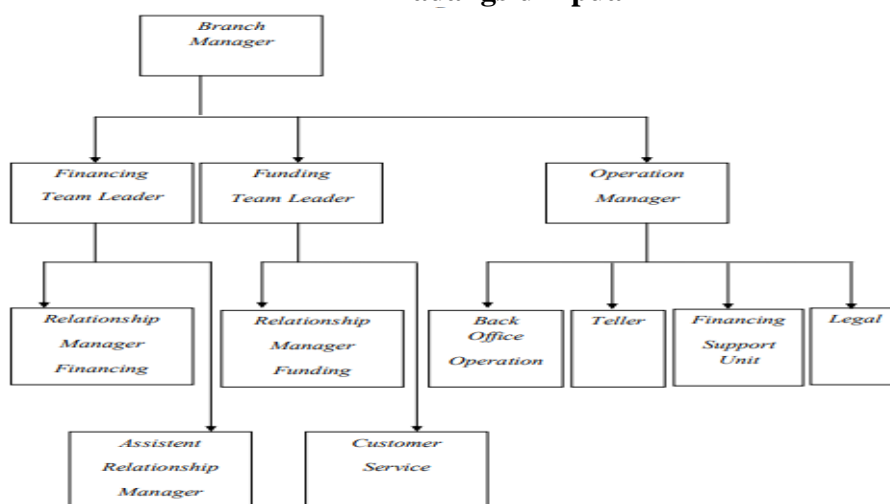 Branch
Manager
Financing
Team Leader
Funding
Team Leader
Operation
Manager
Relationship
Manager
Financing
Relationship
Manager
Funding
Back
Office
Operation
Teller
Financing
Support
Unit
Legal
Assistent
Relationship
Manager
Customer
Service